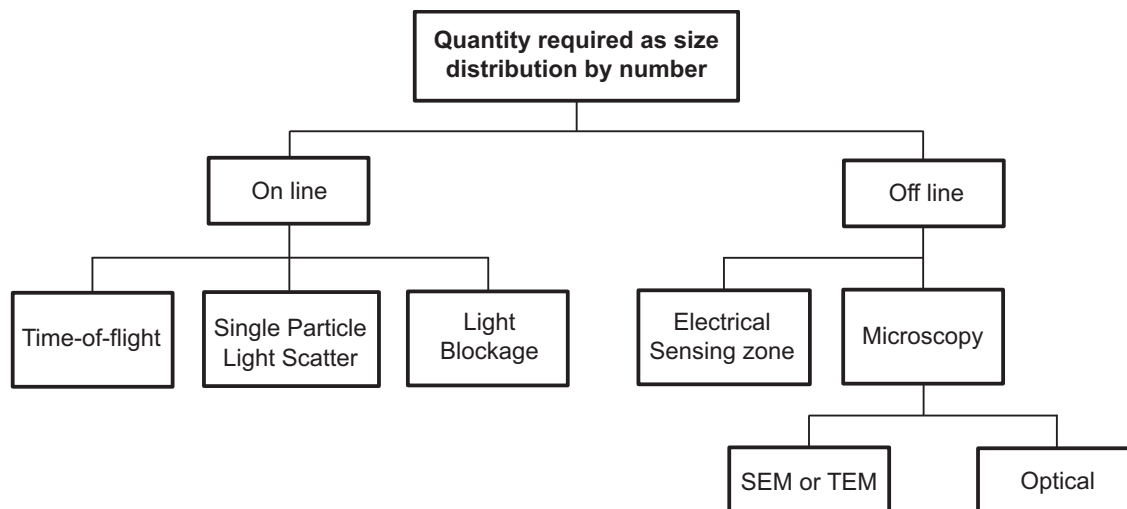 Quantity required as size
distribution by number
On line
Off line
Time-of-flight
Single Particle
Light Scatter
Light
Blockage
Electrical
Sensing zone
Microscopy
SEM or TEM
Optical